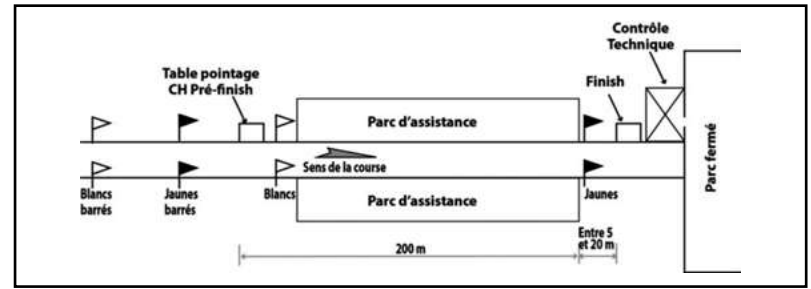 Contrôle
Technique
Table pointage
CH Pré-finish
Finish
Parc d'assistance
Sens de la course
Parc fermé
Blancs
barrés
Jaunes
barrés
Blancs
Parc d'assistance
Jaunes
200 m
Entre 5
et 20 m